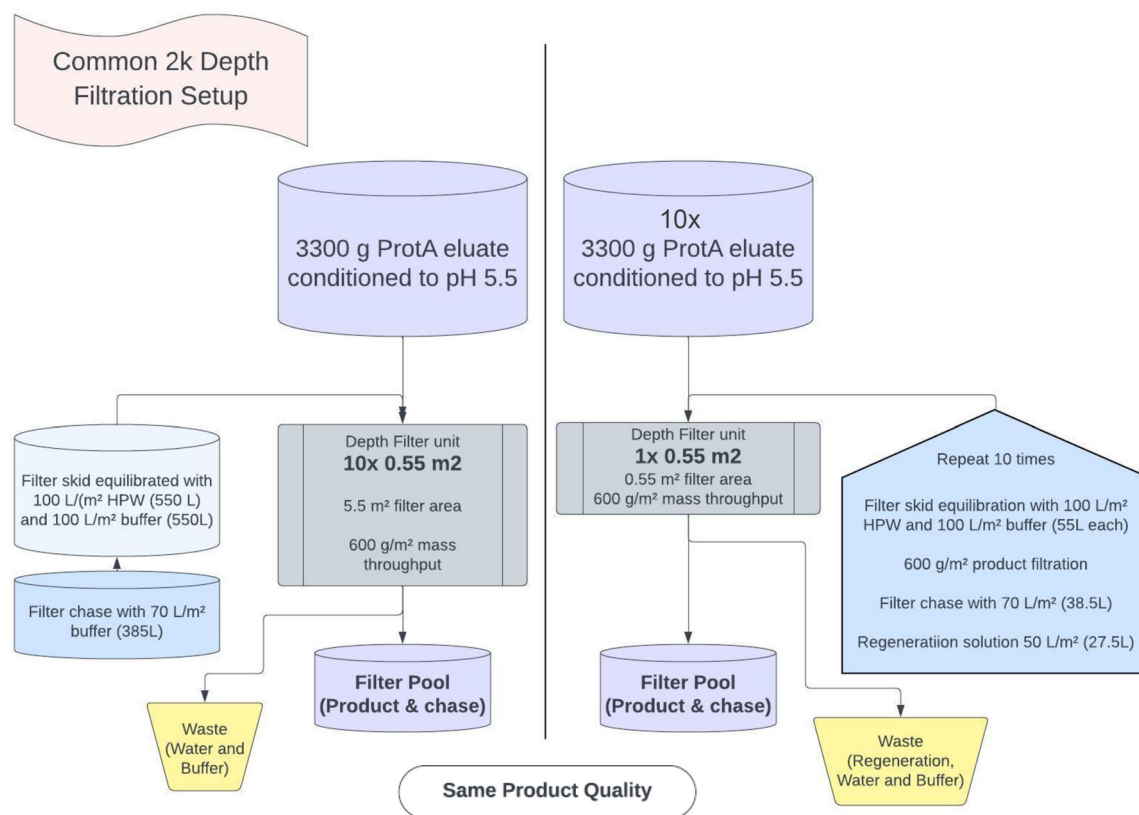 Common 2k Depth
Filtration Setup
3300 g ProtA eluate
conditioned to pH 5.5
Filter skid equilibrated with
100 L/(m² HPW (550 L)
and 100 L/m² buffer (550L)
Filter chase with 70 L/m²
buffer (385L)
Depth Filter unit
10x 0.55 m2
5.5 m² filter area
600 g/m² mass
throughput
Waste
(Water and
Buffer)
Filter Pool
(Product & chase)
10x
3300 g ProtA eluate
conditioned to pH 5.5
Depth Filter unit
1x 0.55 m2
0.55 m² filter area
600 g/m² mass throughput
Repeat 10 times
Filter skid equilibration with 100 L/m²
HPW and 100 L/m² buffer (55L each)
600 g/m² product filtration
Filter chase with 70 L/m² (38.5L)
Regeneratiion solution 50 L/m² (27.5L)
Filter Pool
(Product & chase)
Waste
(Regeneration,
Water and Buffer)
Same Product Quality